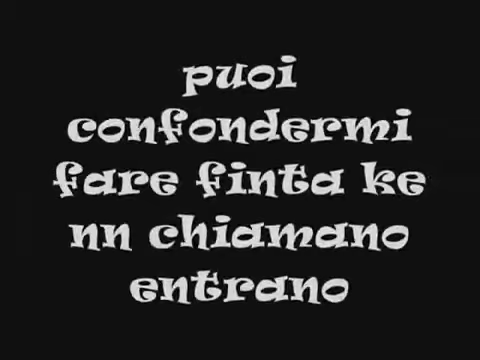 puoi
confondermi
fare finta ke
nn chiamano
entrano